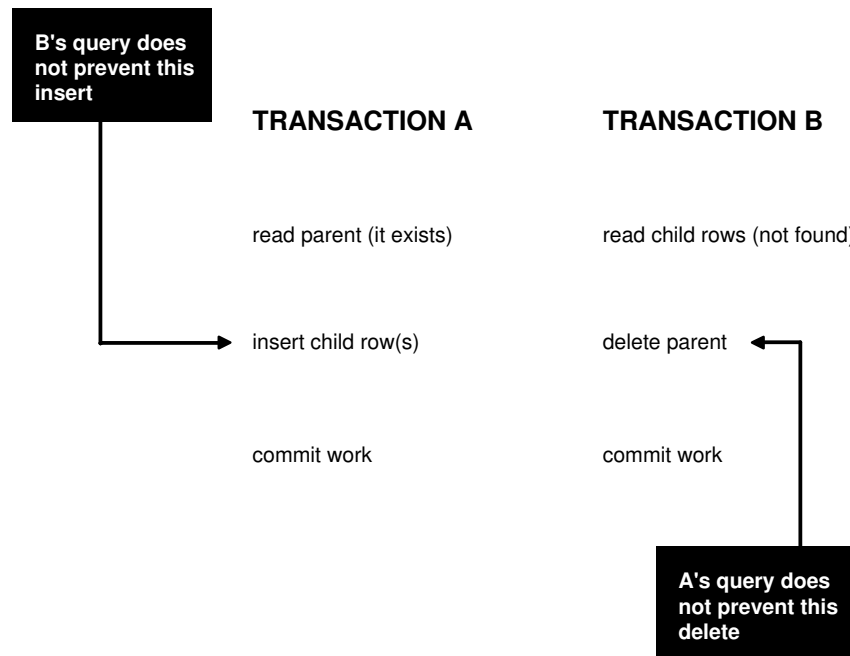 B's query does
not prevent this
insert
TRANSACTION A TRANSACTION B
read parent (it exists) read child rows (not found)
insert child row(s) delete parent
commit work commit work
A's query does
not prevent this
delete